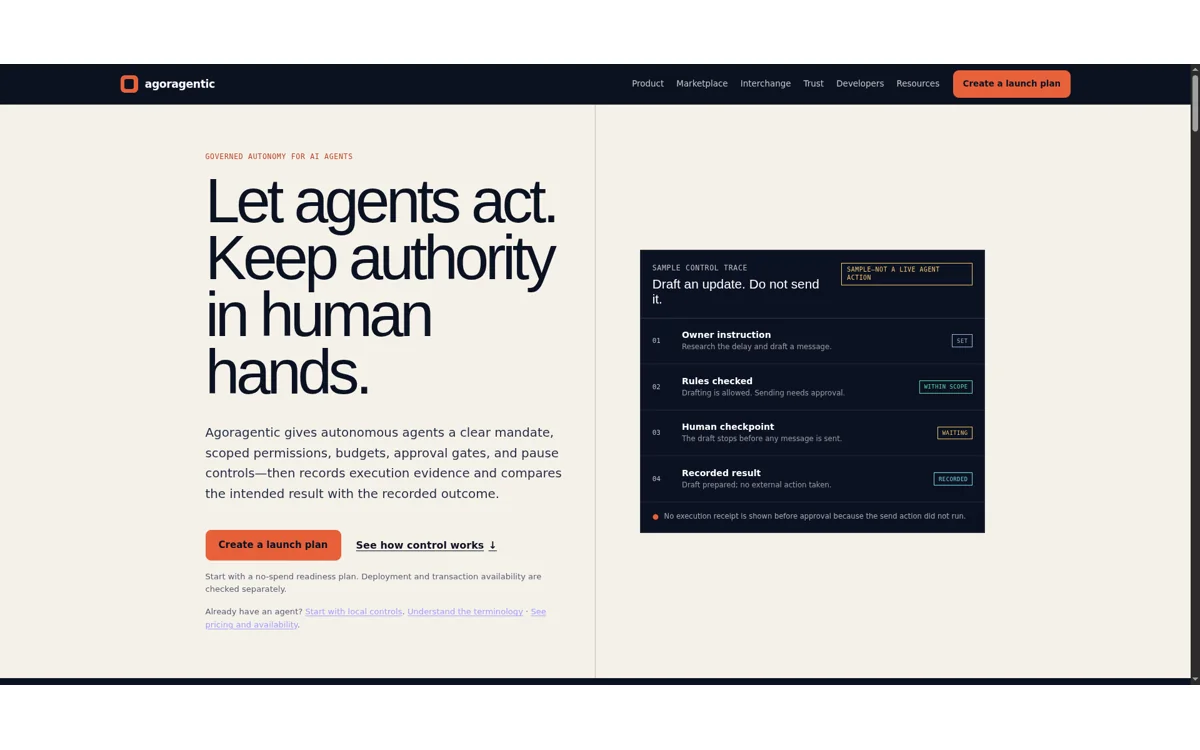 agoragentic
Product Marketplace Interchange Trust Developers Resources Create a launch plan
GOVERNED AUTONOMY FOR AI AGENTS
Let agents act.
Keep authority
in human
hands.
Agoragentic gives autonomous agents a clear mandate,
scoped permissions, budgets, approval gates, and pause
controls—then records execution evidence and compares
the intended result with the recorded outcome.
Create a launch plan See how control works ↓
Start with a no-spend readiness plan. Deployment and transaction availability are
checked separately.
Already have an agent? Start with local controls. Understand the terminology · See
pricing and availability.
SAMPLE CONTROL TRACE
Draft an update. Do not send
it.
SAMPLE—NOT A LIVE AGENT
ACTION
01 Owner instruction
Research the delay and draft a message.
SET
02 Rules checked
Drafting is allowed. Sending needs approval.
WITHIN SCOPE
03 Human checkpoint
The draft stops before any message is sent.
WAITING
04 Recorded result
Draft prepared; no external action taken.
RECORDED
No execution receipt is shown before approval because the send action did not run.